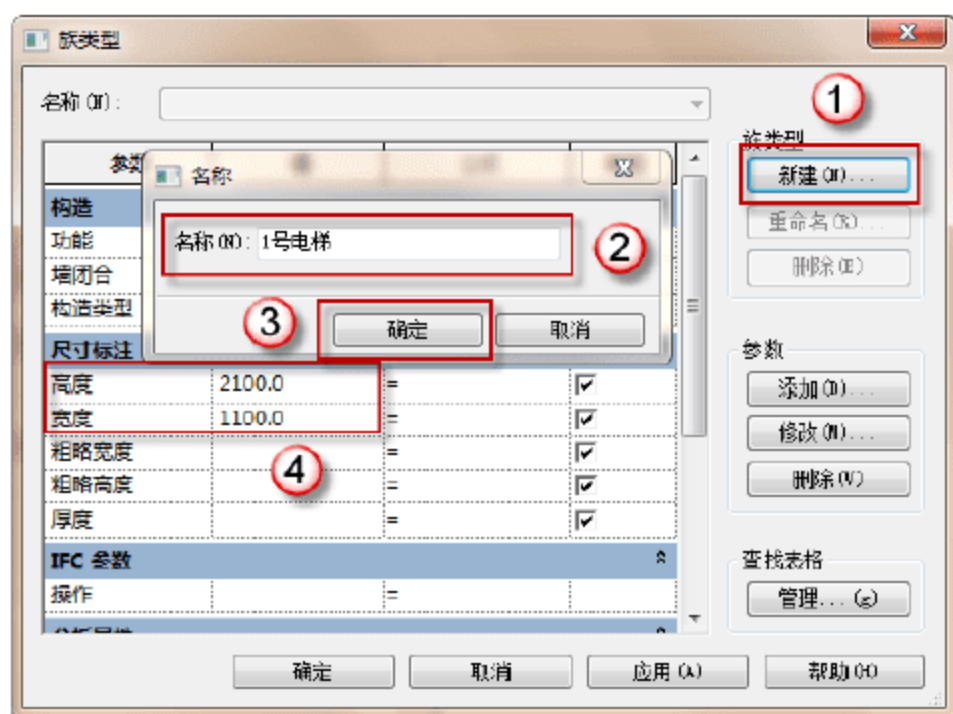 族类型
名称(N):
①
族类型
新建(N)...
重命名(R)...
删除(E)
名称
名称(N): 1号电梯
②
③
确定
取消
构造
功能
墙闭合
构造类型
尺寸标注
高度 2100.0 =
宽度 1100.0 =
④
粗略宽度 =
粗略高度 =
厚度 =
IFC 参数
操作 =
参数
添加(D)...
修改(M)...
删除(V)
查找表格
管理...(G)
确定
取消
应用(A)
帮助(H)